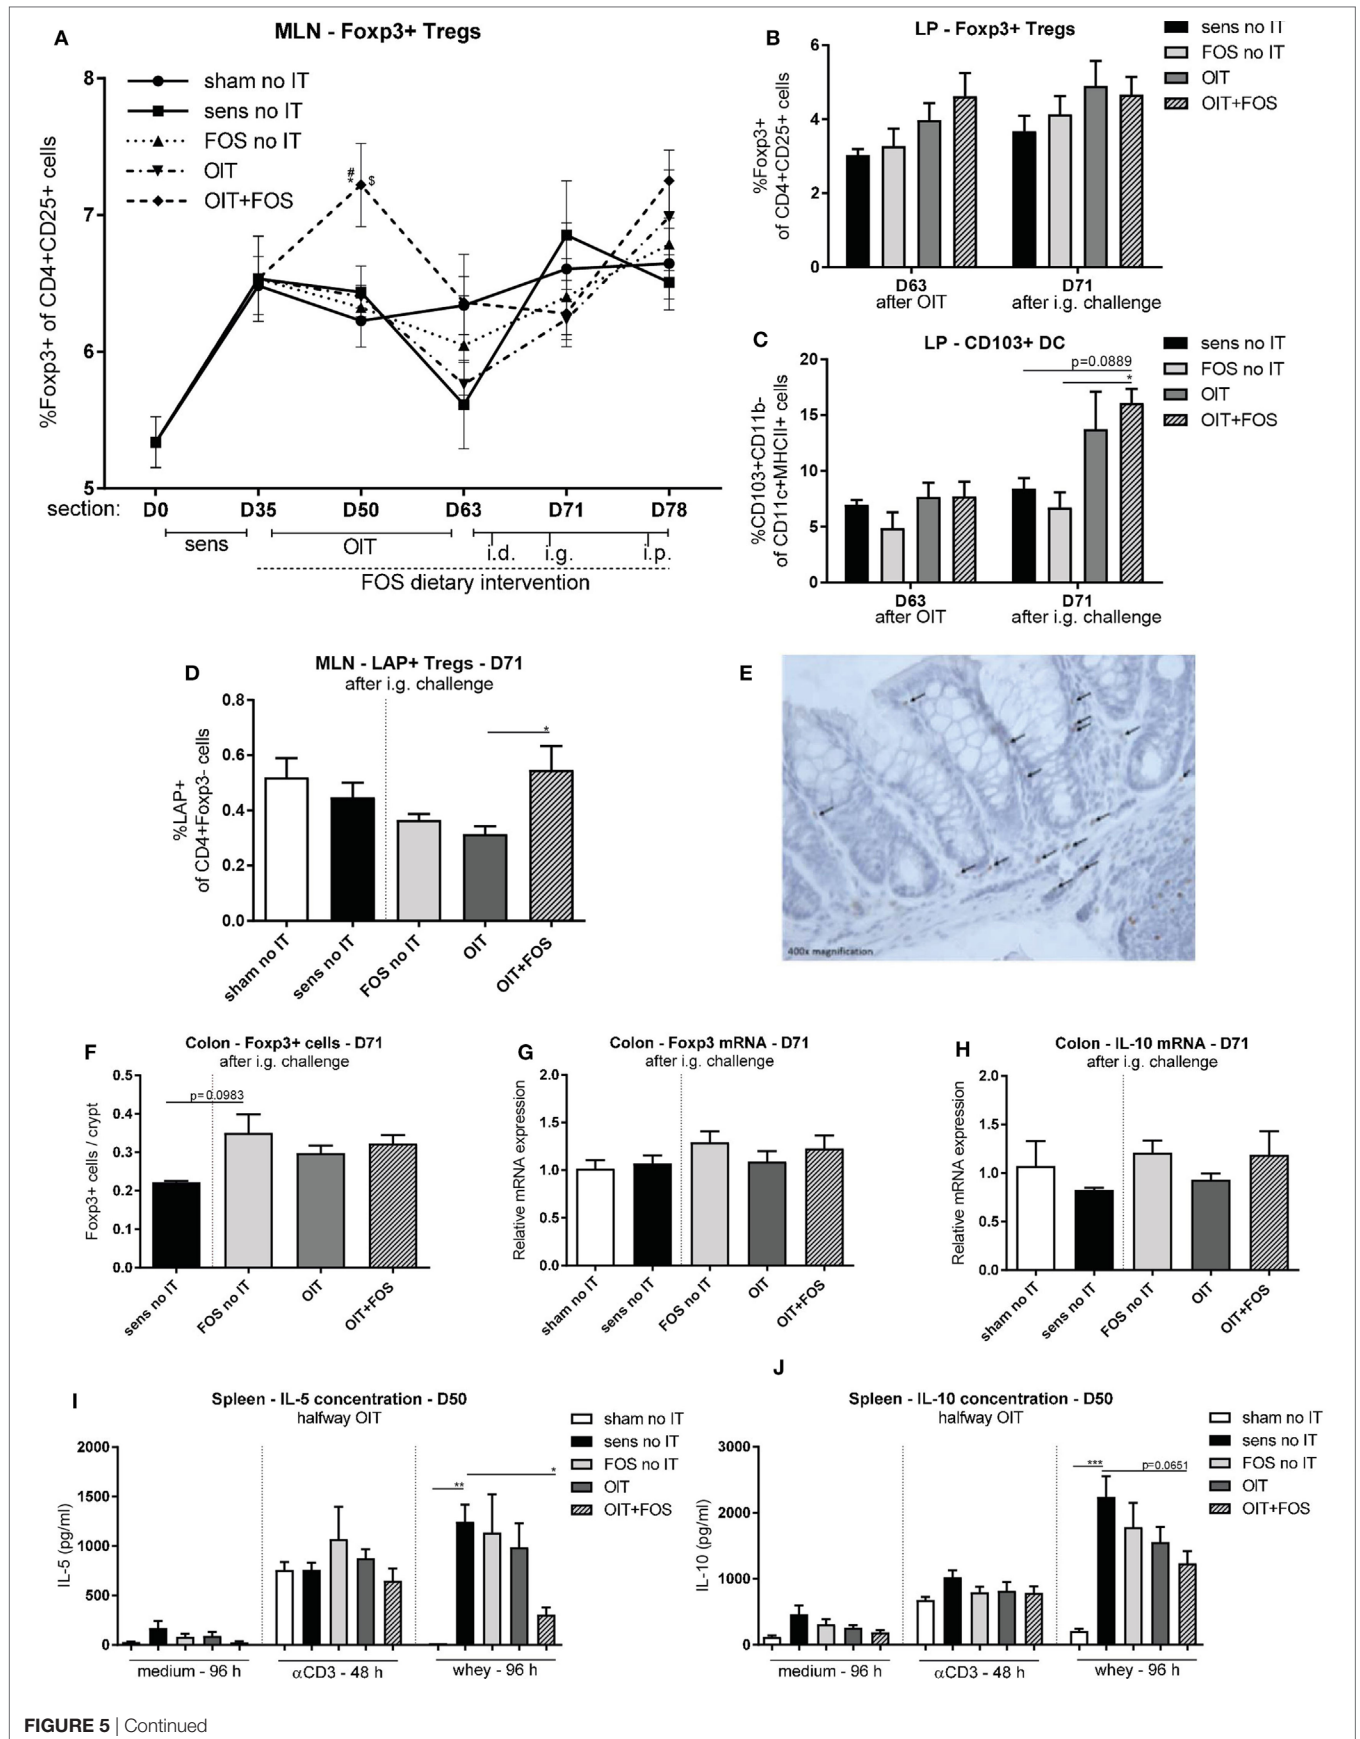 A
MLN - Foxp3+ Tregs
sham no IT
sens no IT
FOS no IT
OIT
OIT+FOS
%Foxp3+ of CD4+CD25+ cells
8
7
6
5
#
* $
section: D0 D35 D50 D63 D71 D78
sens OIT i.d. i.g. i.p.
FOS dietary intervention
B
LP - Foxp3+ Tregs
sens no IT
FOS no IT
OIT
OIT+FOS
%Foxp3+
of CD4+CD25+ cells
6
4
2
0
D63 D71
after OIT after i.g. challenge
C
LP - CD103+ DC
sens no IT
FOS no IT
OIT
OIT+FOS
p=0.0889
*
%CD103+CD11b-
of CD11c+MHCII+ cells
20
15
10
5
0
D63 D71
after OIT after i.g. challenge
D
MLN - LAP+ Tregs - D71
after i.g. challenge
%LAP+
of CD4+Foxp3- cells
0.8
0.6
0.4
0.2
0.0
*
sham no IT
sens no IT
FOS no IT
OIT
OIT+FOS
E
400x magnification
F
Colon - Foxp3+ cells - D71
after i.g. challenge
Foxp3+ cells / crypt
0.5
0.4
0.3
0.2
0.1
0.0
p=0.0983
sens no IT
FOS no IT
OIT
OIT+FOS
G
Colon - Foxp3 mRNA - D71
after i.g. challenge
Relative mRNA expression
2.0
1.5
1.0
0.5
0.0
sham no IT
sens no IT
FOS no IT
OIT
OIT+FOS
H
Colon - IL-10 mRNA - D71
after i.g. challenge
Relative mRNA expression
2.0
1.5
1.0
0.5
0.0
sham no IT
sens no IT
FOS no IT
OIT
OIT+FOS
I
Spleen - IL-5 concentration - D50
halfway OIT
sham no IT
sens no IT
FOS no IT
OIT
OIT+FOS
IL-5 (pg/ml)
2000
1500
1000
500
0
**
*
medium - 96 h αCD3 - 48 h whey - 96 h
J
Spleen - IL-10 concentration - D50
halfway OIT
sham no IT
sens no IT
FOS no IT
OIT
OIT+FOS
IL-10 (pg/ml)
3000
2000
1000
0
***
p=0.0651
medium - 96 h αCD3 - 48 h whey - 96 h
FIGURE 5 | Continued